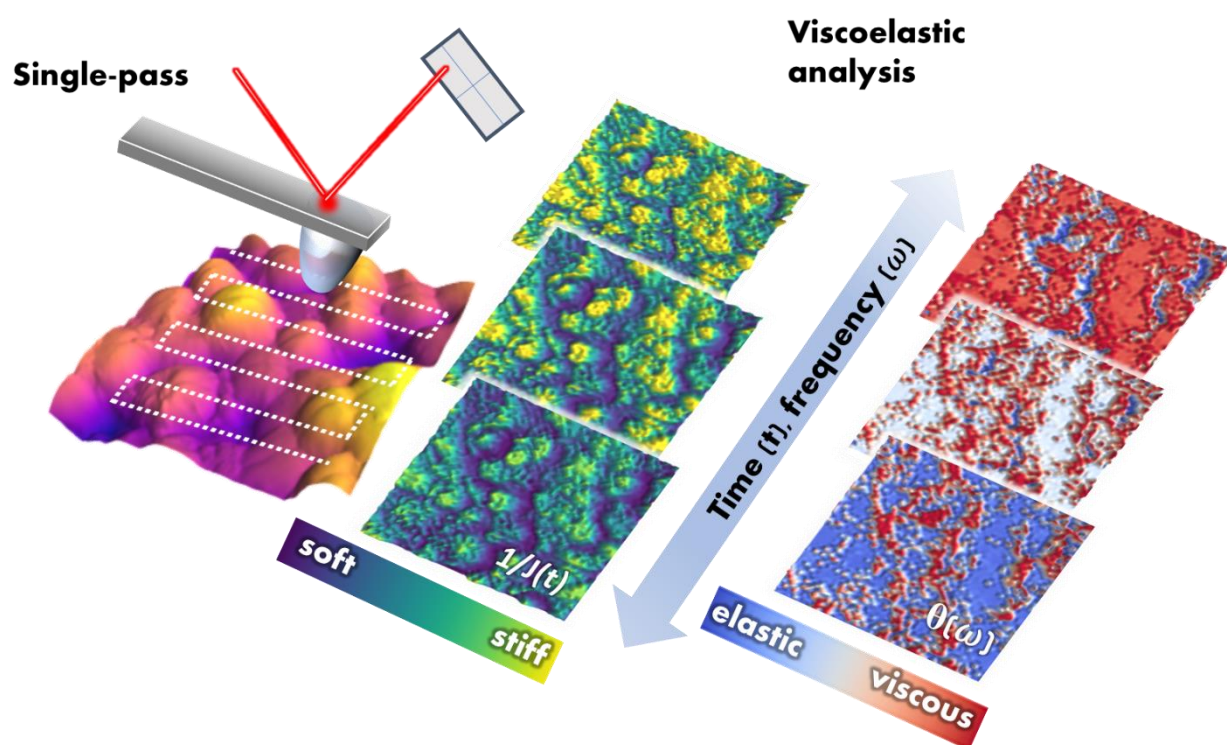 Single-pass
Viscoelastic
analysis
Time (t), frequency (ω)
soft
stiff
1/J(t)
elastic
viscous
θ(ω)